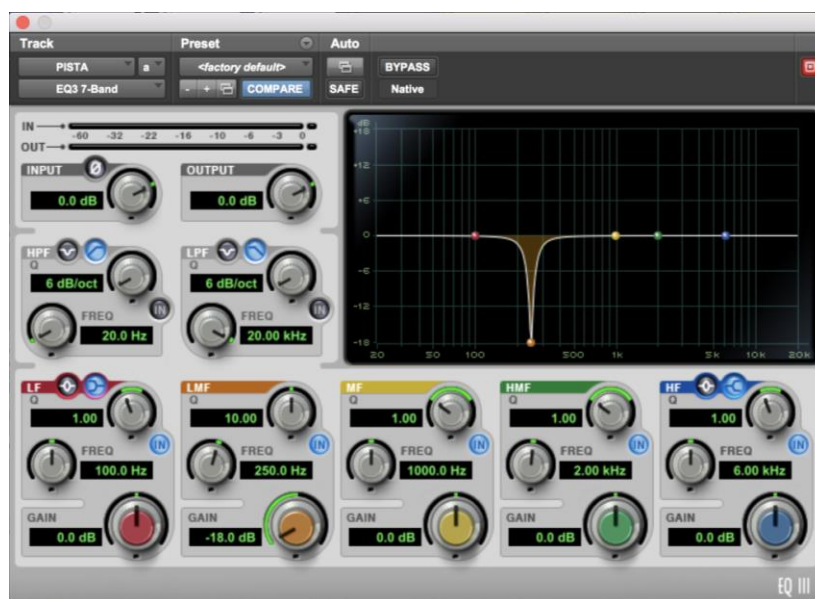 Track Preset Auto
PISTA a <factory default> BYPASS
EQ3 7-Band - + COMPARE SAFE Native
IN
-60 -32 -22 -16 -10 -6 -3 0
OUT
INPUT Ø OUTPUT
0.0 dB 0.0 dB
HPF LPF
Q Q
6 dB/oct 6 dB/oct
IN IN
FREQ FREQ
20.0 Hz 20.00 kHz
dB
+18
+12
+6
0
-6
-12
-18
20 50 100 500 1k 5k 10k 20k
LF LMF MF HMF HF
Q Q Q Q Q
1.00 10.00 1.00 1.00 1.00
IN IN IN IN IN
FREQ FREQ FREQ FREQ FREQ
100.0 Hz 250.0 Hz 1000.0 Hz 2.00 kHz 6.00 kHz
GAIN GAIN GAIN GAIN GAIN
0.0 dB -18.0 dB 0.0 dB 0.0 dB 0.0 dB
EQ III